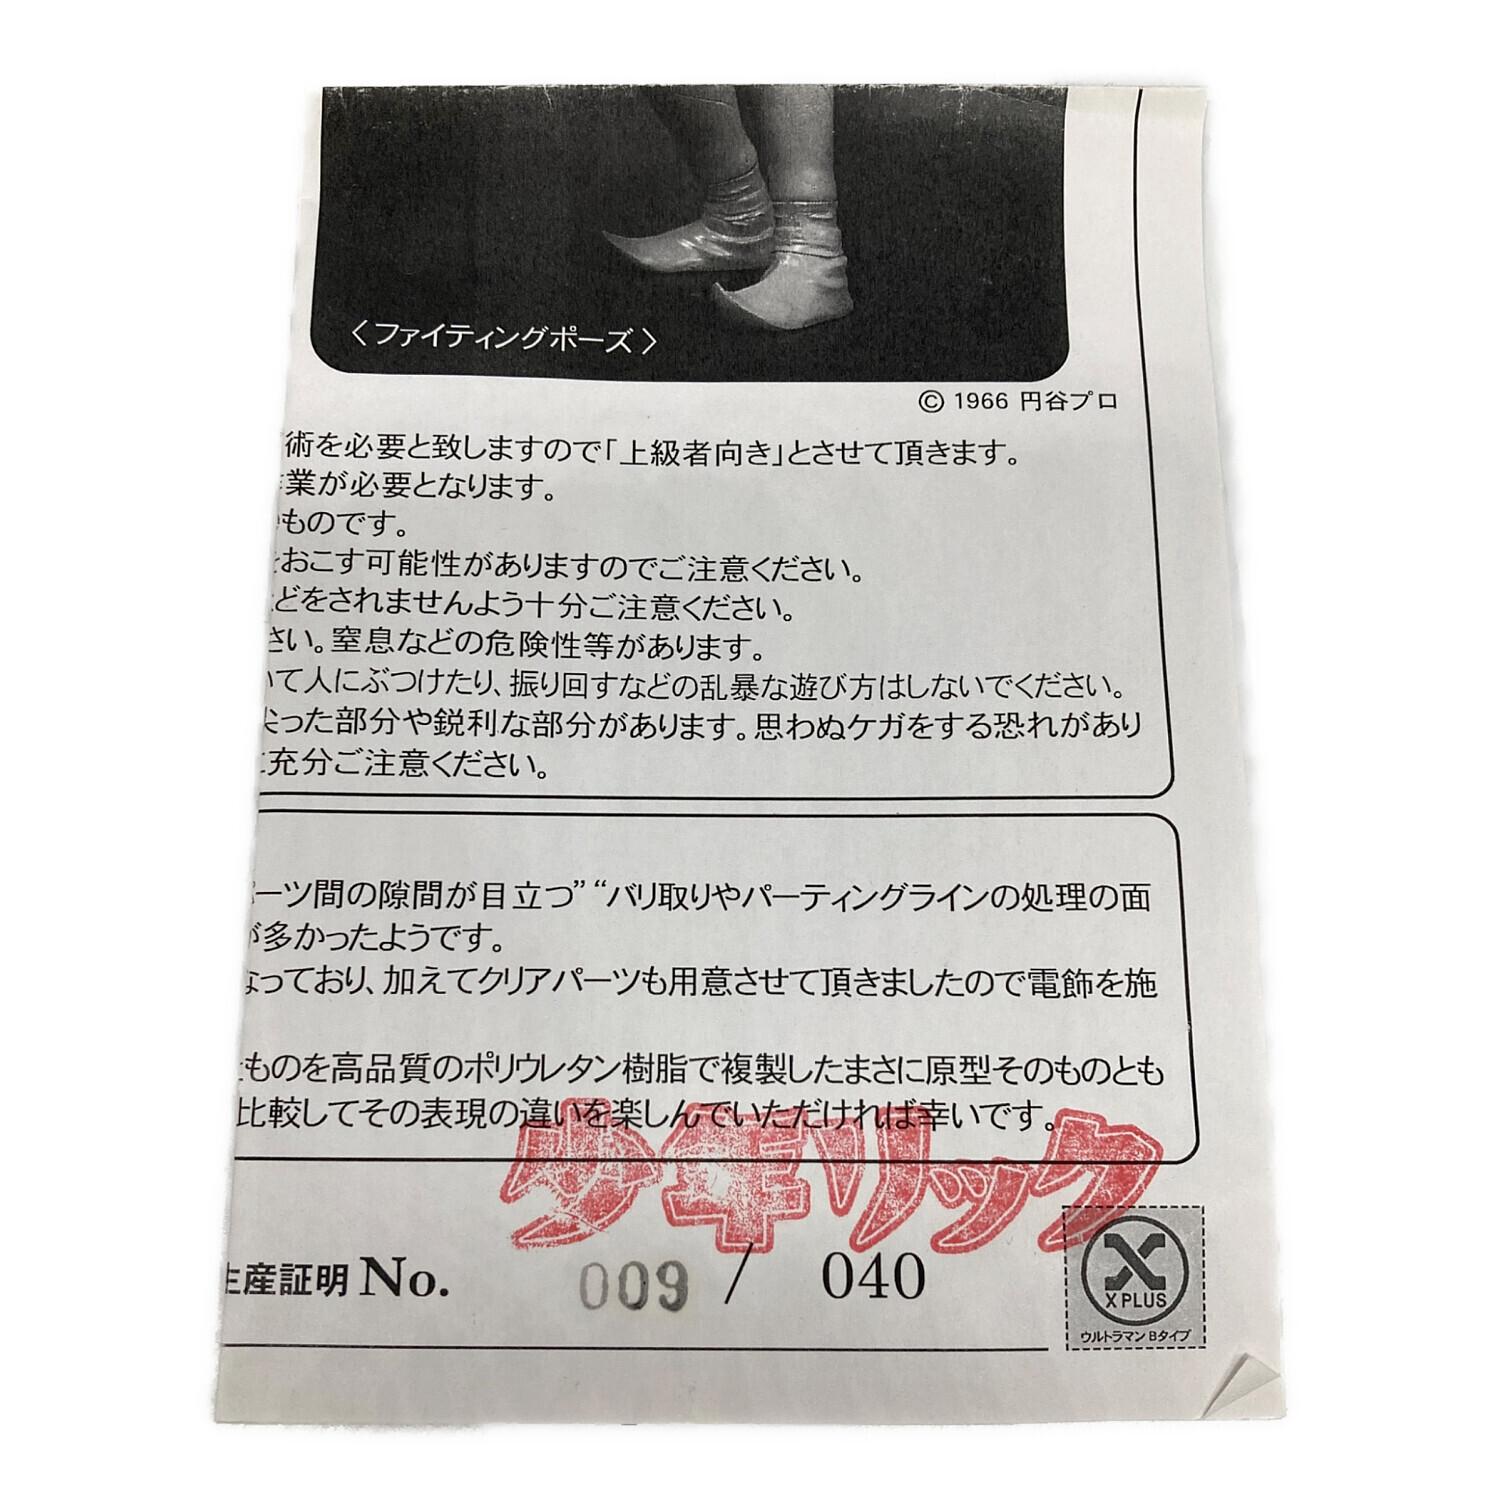 〈ファイティングポーズ〉
© 1966 円谷プロ
術を必要と致しますので「上級者向き」とさせて頂きます。
業が必要となります。
ものです。
おこす可能性がありますのでご注意ください。
どをされませんよう十分ご注意ください。
さい。窒息などの危険性等があります。
いて人にぶつけたり、振り回すなどの乱暴な遊び方はしないでください。
尖った部分や鋭利な部分があります。思わぬケガをする恐れがあり
充分ご注意ください。
ーツ間の隙間が目立つ” “バリ取りやパーティングラインの処理の面
が多かったようです。
なっており、加えてクリアパーツも用意させて頂きましたので電飾を施
ものを高品質のポリウレタン樹脂で複製したまさに原型そのものとも
比較してその表現の違いを楽しんでいただければ幸いです。
少年リック
生産証明 No. 009 / 040
X PLUS
ウルトラマン Bタイプ